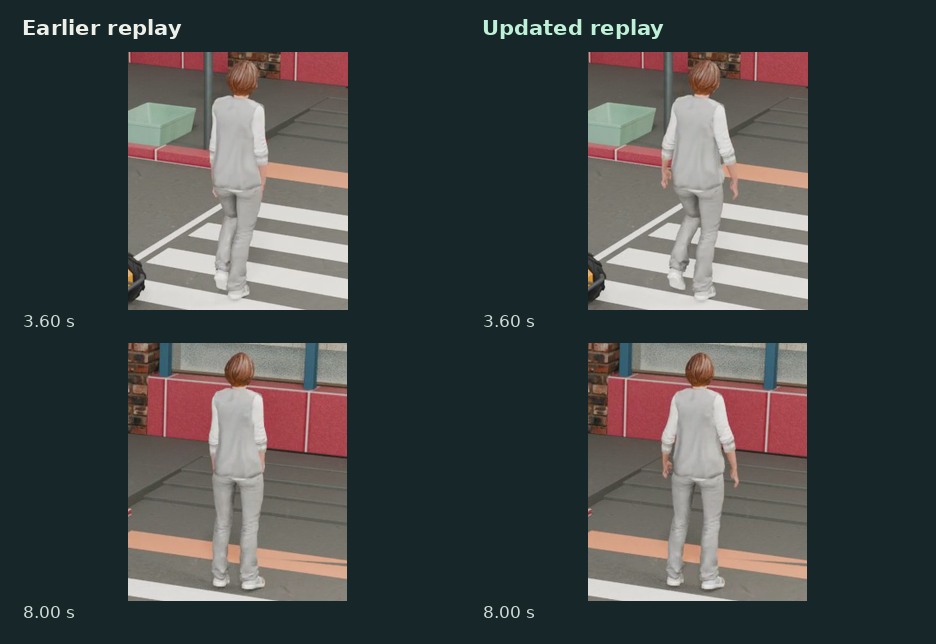 Earlier replay
Updated replay
3.60 s
3.60 s
8.00 s
8.00 s